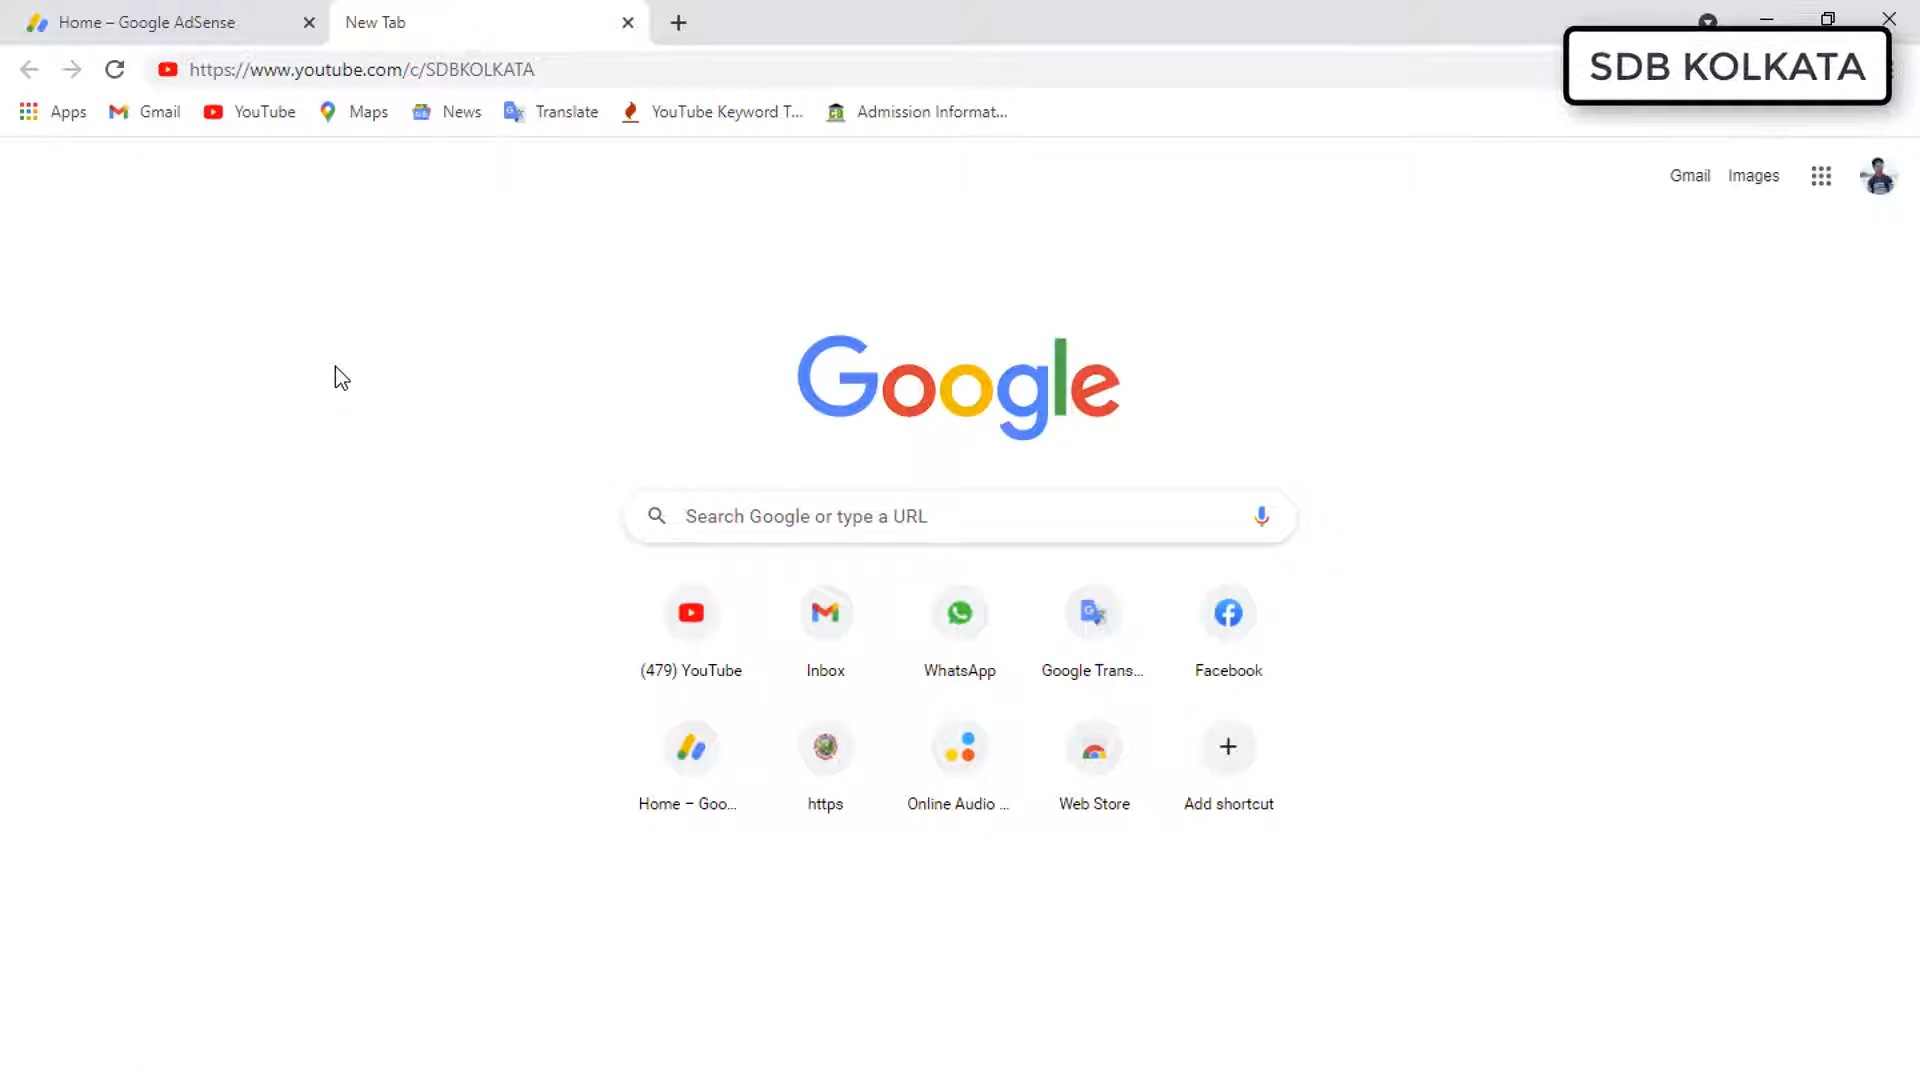 Home – Google AdSense
New Tab
https://www.youtube.com/c/SDBKOLKATA
SDB KOLKATA
Apps
Gmail
YouTube
Maps
News
Translate
YouTube Keyword T...
Admission Informat...
Gmail
Images
Google
Search Google or type a URL
(479) YouTube
Inbox
WhatsApp
Google Trans...
Facebook
Home – Goo...
https
Online Audio ...
Web Store
Add shortcut